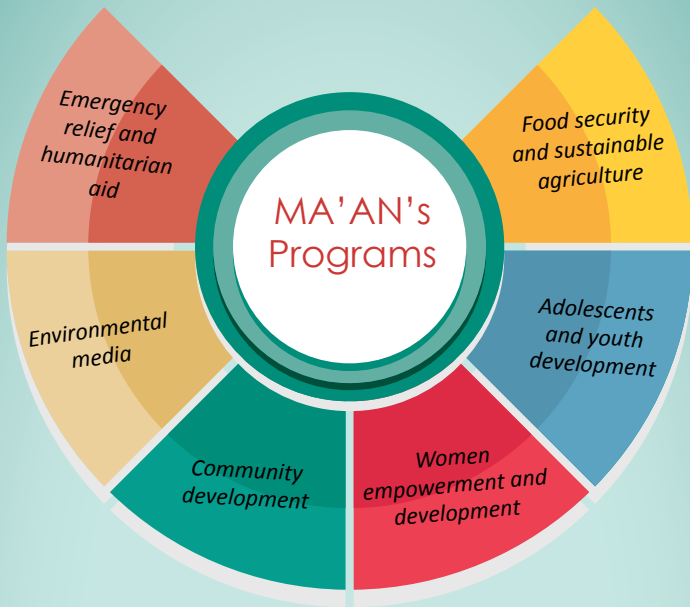 MA’AN’s
Programs
Emergency
relief and
humanitarian
aid
Environmental
media
Community
development
Women
empowerment and
development
Adolescents
and youth
development
Food security
and sustainable
agriculture